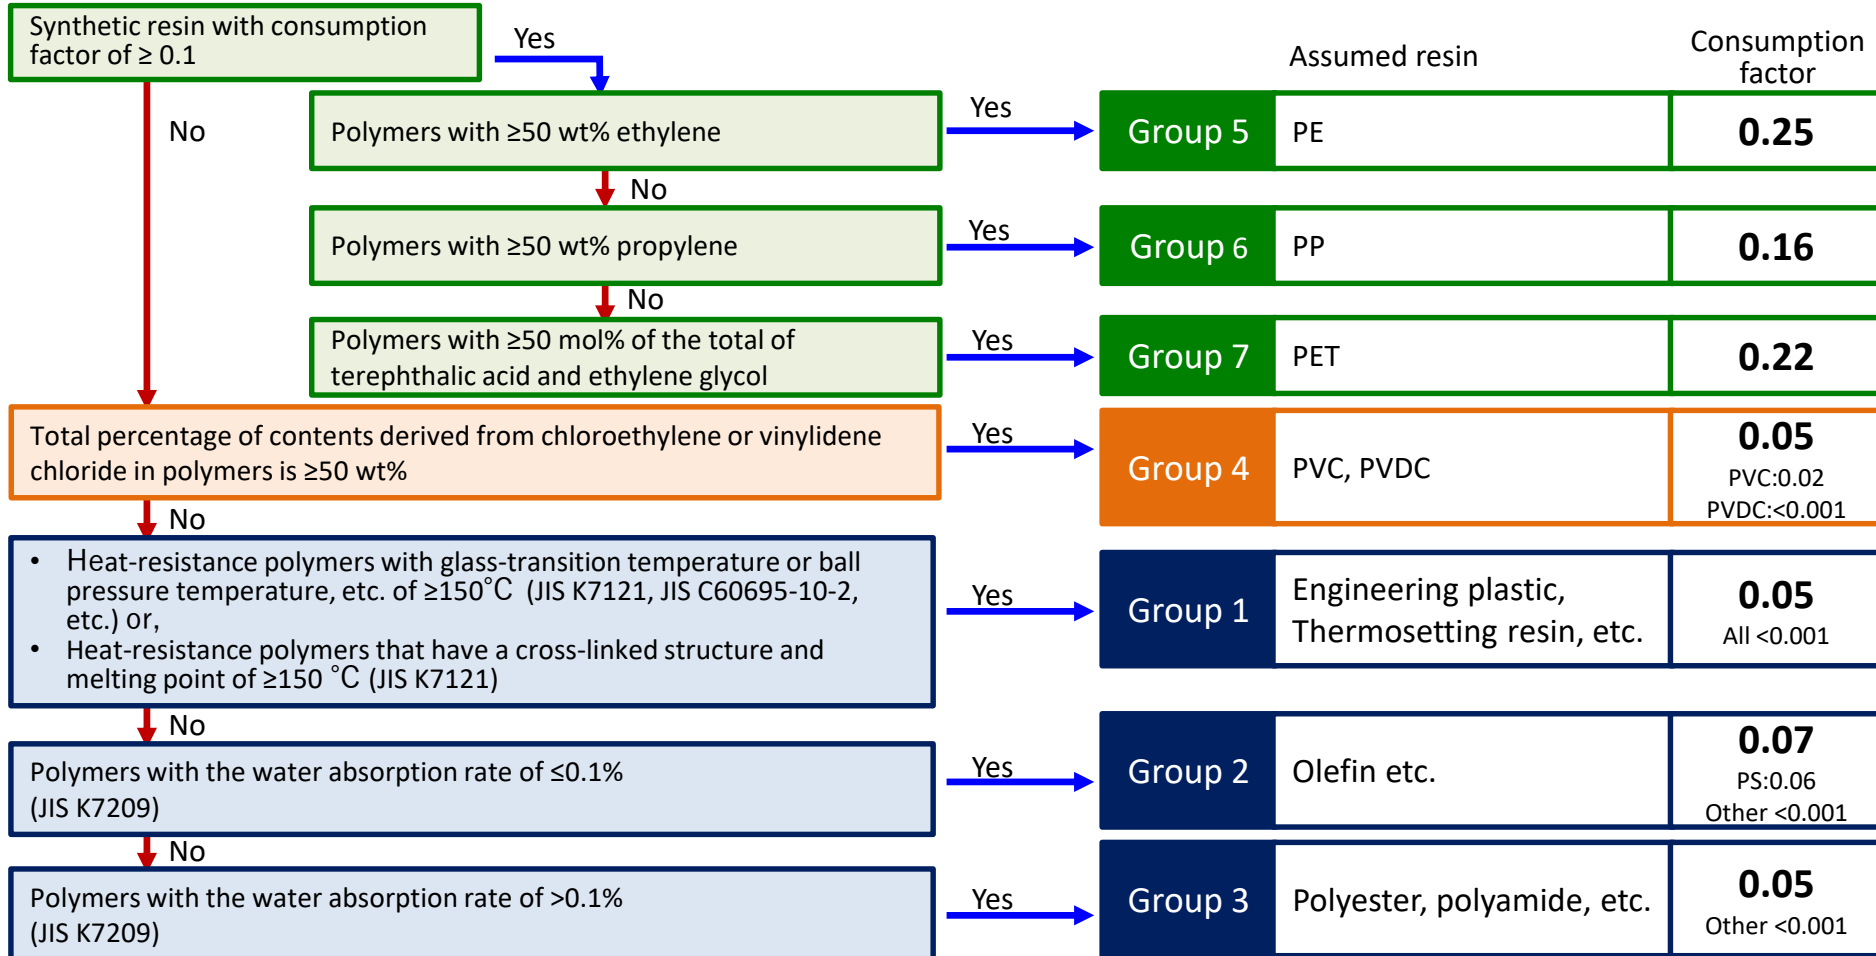 Synthetic resin with consumption
factor of ≥ 0.1
Yes
Assumed resin
Consumption
factor
No
Polymers with ≥50 wt% ethylene
Yes
Group 5
PE
0.25
No
Polymers with ≥50 wt% propylene
Yes
Group 6
PP
0.16
No
Polymers with ≥50 mol% of the total of
terephthalic acid and ethylene glycol
Yes
Group 7
PET
0.22
Total percentage of contents derived from chloroethylene or vinylidene
chloride in polymers is ≥50 wt%
Yes
Group 4
PVC, PVDC
0.05
PVC:0.02
PVDC:<0.001
No
• Heat-resistance polymers with glass-transition temperature or ball
pressure temperature, etc. of ≥150℃ (JIS K7121, JIS C60695-10-2,
etc.) or,
• Heat-resistance polymers that have a cross-linked structure and
melting point of ≥150 ℃ (JIS K7121)
Yes
Group 1
Engineering plastic,
Thermosetting resin, etc.
0.05
All <0.001
No
Polymers with the water absorption rate of ≤0.1%
(JIS K7209)
Yes
Group 2
Olefin etc.
0.07
PS:0.06
Other <0.001
No
Polymers with the water absorption rate of >0.1%
(JIS K7209)
Yes
Group 3
Polyester, polyamide, etc.
0.05
Other <0.001